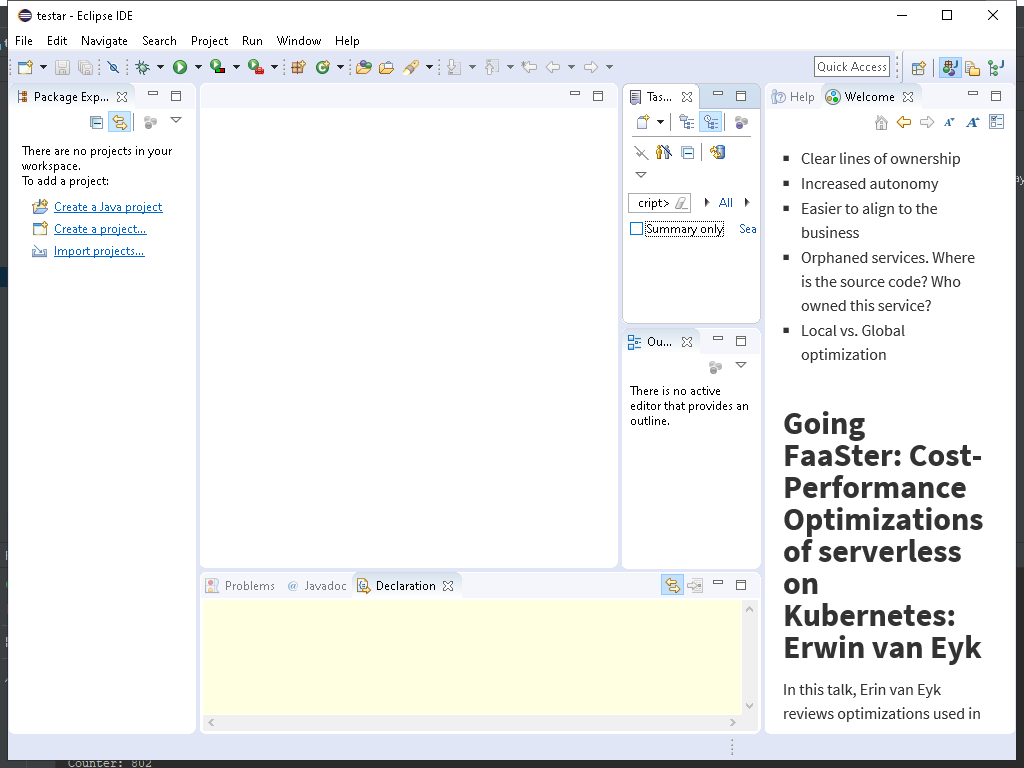 testar - Eclipse IDE
File Edit Navigate Search Project Run Window Help
Quick Access
Package Exp...
There are no projects in your
workspace.
To add a project:
Create a Java project
Create a project...
Import projects...
Tas...
cript>
All
Summary only
Sea
Ou...
There is no active
editor that provides an
outline.
Problems @ Javadoc Declaration
Help Welcome
Clear lines of ownership
Increased autonomy
Easier to align to the
business
Orphaned services. Where
is the source code? Who
owned this service?
Local vs. Global
optimization
Going
FaaSter: Cost-
Performance
Optimizations
of serverless
on
Kubernetes:
Erwin van Eyk
In this talk, Erin van Eyk
reviews optimizations used in
Counter: 802